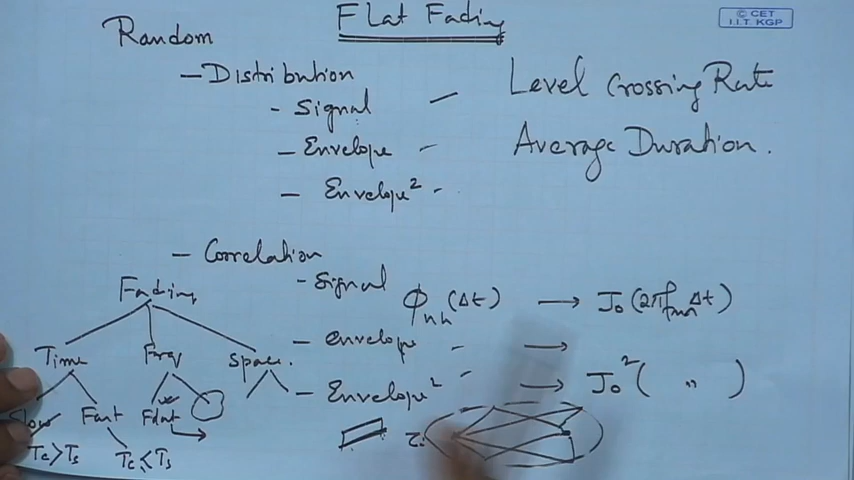 Flat Fading
© CET
I.I.T. KGP
Random
- Distribution
- Signal -
- Envelope -
- Envelope² -
Level Crossing Rate
Average Duration.
- Correlation
- Signal ϕ_hh (Δt) → J₀(2πf_m Δt)
- envelope " →
- Envelope² " → J₀² ( " )
Fading
Time Freq Space.
Slow Fast Flat
Tc > Ts Tc ≤ Ts